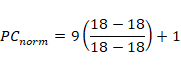 PC_norm = 9 ( (18 − 18) / (18 − 18) ) + 1